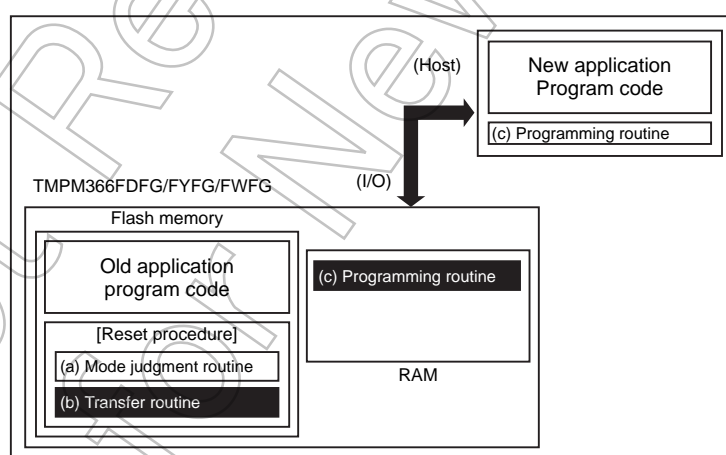 (Host)
New application
Program code
(c) Programming routine
(I/O)
TMPM366FDFG/FYFG/FWFG
Flash memory
Old application
program code
[Reset procedure]
(a) Mode judgment routine
(b) Transfer routine
(c) Programming routine
RAM